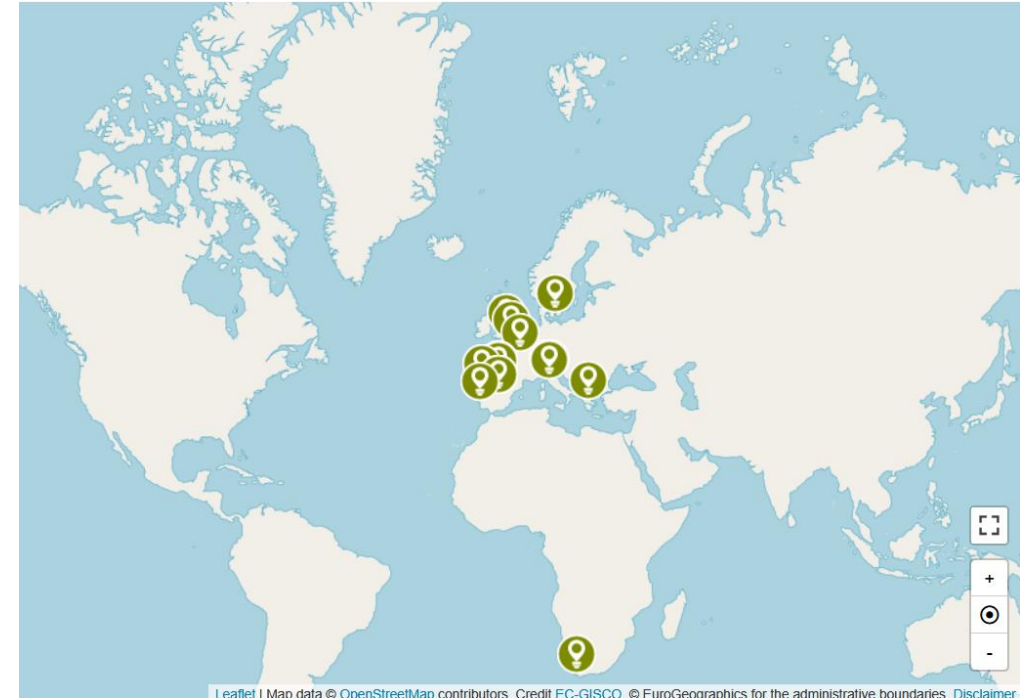 +
-
Leaflet | Map data © OpenStreetMap contributors, Credit EC-GISCO, © EuroGeographics for the administrative boundaries, Disclaimer